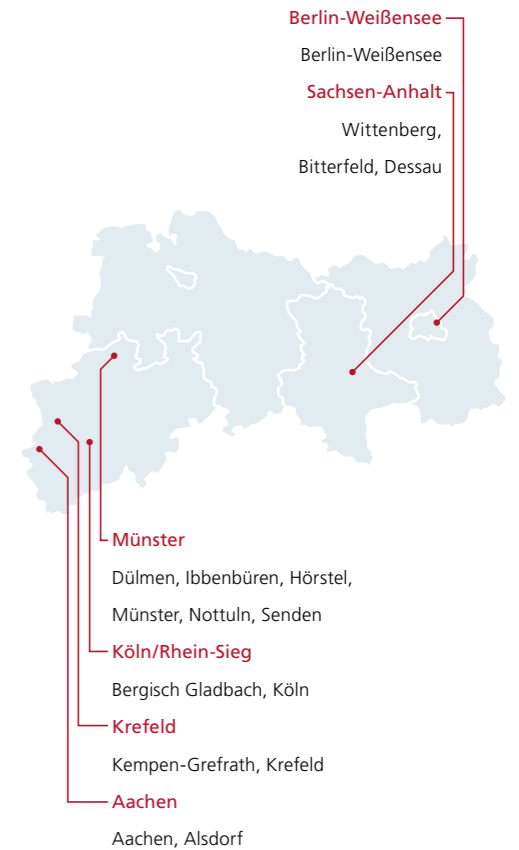 Berlin-Weißensee
Berlin-Weißensee
Sachsen-Anhalt
Wittenberg,
Bitterfeld, Dessau
Münster
Dülmen, Ibbenbüren, Hörstel,
Münster, Nottuln, Senden
Köln/Rhein-Sieg
Bergisch Gladbach, Köln
Krefeld
Kempen-Grefrath, Krefeld
Aachen
Aachen, Alsdorf